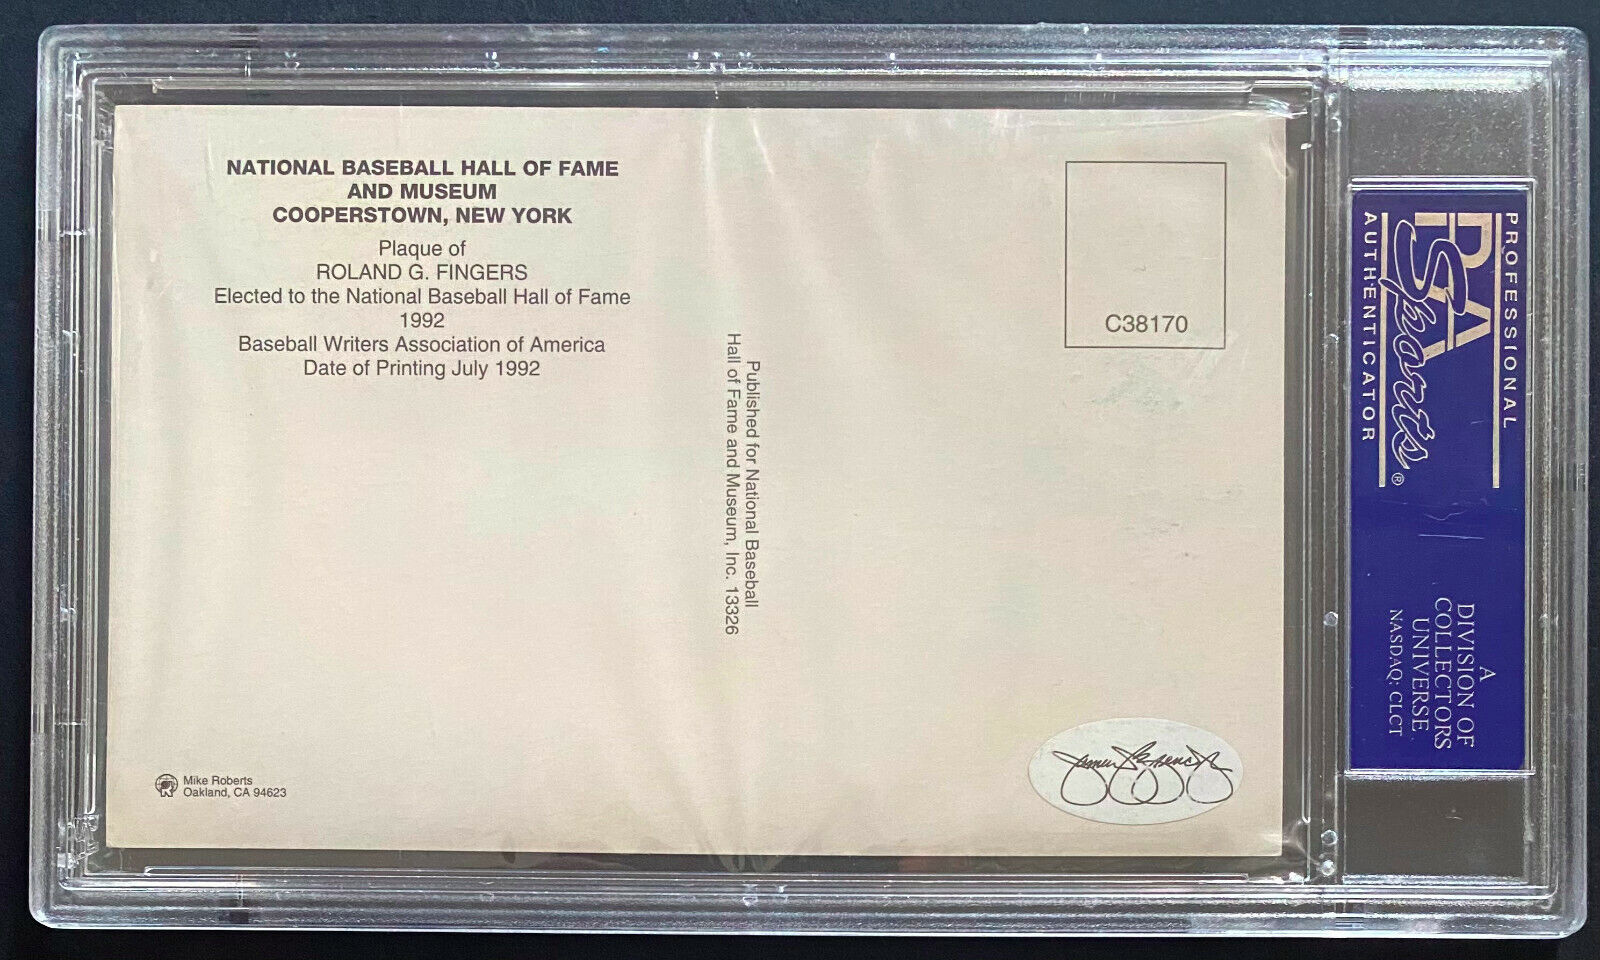 NATIONAL BASEBALL HALL OF FAME
AND MUSEUM
COOPERSTOWN, NEW YORK
Plaque of
ROLAND G. FINGERS
Elected to the National Baseball Hall of Fame
1992
Baseball Writers Association of America
Date of Printing July 1992
Published for National Baseball
Hall of Fame and Museum, Inc. 13326
C38170
Mike Roberts
Oakland, CA 94623
James Spence Jr
PROFESSIONAL
PSA
Sports®
AUTHENTICATOR
A
DIVISION OF
COLLECTORS
UNIVERSE
NASDAQ: CLCT